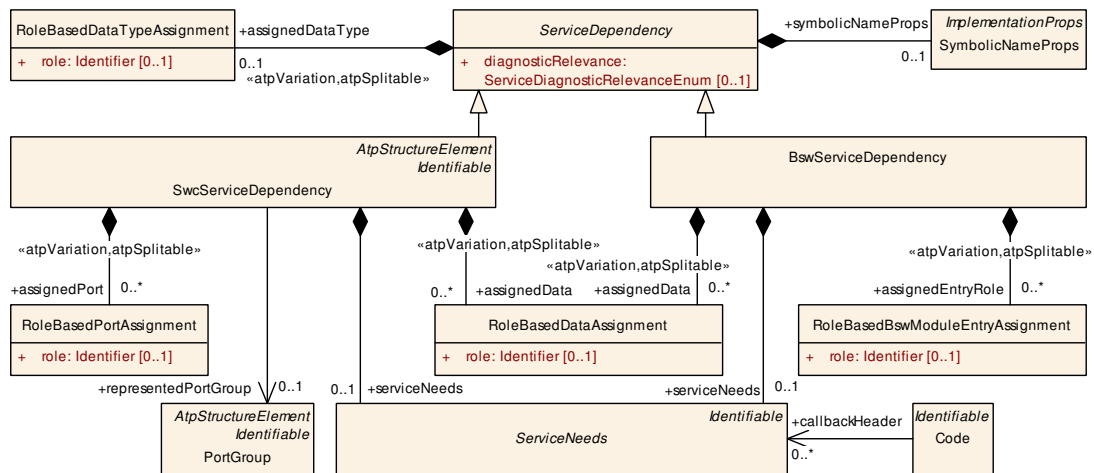 RoleBasedDataTypeAssignment
+ role: Identifier [0..1]
+assignedDataType
0..1
«atpVariation,atpSplitable»
ServiceDependency
+ diagnosticRelevance:
ServiceDiagnosticRelevanceEnum [0..1]
+symbolicNameProps
0..1
ImplementationProps
SymbolicNameProps
AtpStructureElement
Identifiable
SwcServiceDependency
BswServiceDependency
«atpVariation,atpSplitable»
+assignedPort
0..*
«atpVariation,atpSplitable»
0..*
+assignedData
«atpVariation,atpSplitable»
+assignedData
0..*
«atpVariation,atpSplitable»
+assignedEntryRole
0..*
RoleBasedPortAssignment
+ role: Identifier [0..1]
RoleBasedDataAssignment
+ role: Identifier [0..1]
RoleBasedBswModuleEntryAssignment
+ role: Identifier [0..1]
+representedPortGroup
0..1
0..1
+serviceNeeds
+serviceNeeds
0..1
AtpStructureElement
Identifiable
PortGroup
Identifiable
ServiceNeeds
+callbackHeader
0..*
Identifiable
Code